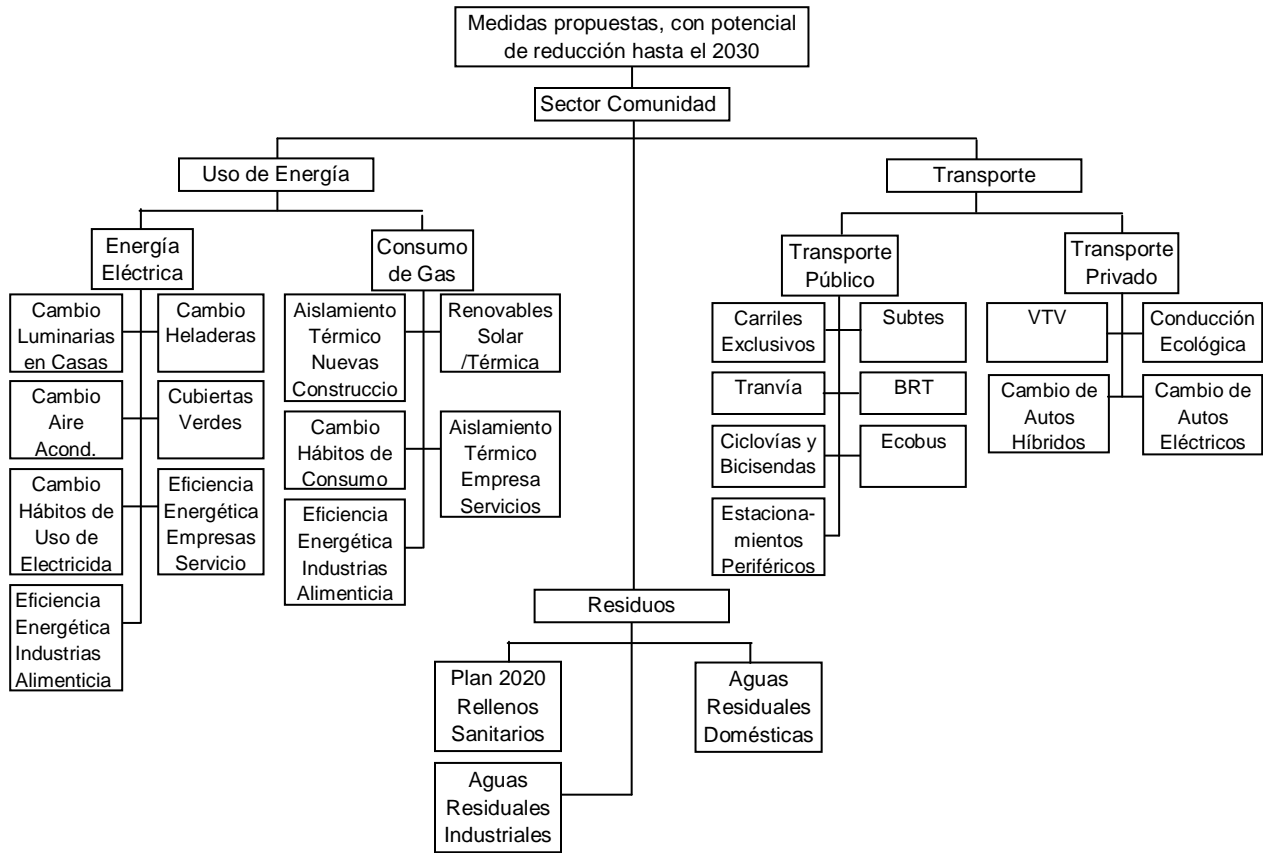 Medidas propuestas, con potencial
de reducción hasta el 2030
Sector Comunidad
Uso de Energía
Transporte
Energía
Eléctrica
Consumo
de Gas
Transporte
Público
Transporte
Privado
Cambio
Luminarias
en Casas
Cambio
Heladeras
Cambio
Aire
Acond.
Cubiertas
Verdes
Cambio
Hábitos de
Uso de
Electricida
Eficiencia
Energética
Empresas
Servicio
Eficiencia
Energética
Industrias
Alimenticia
Aislamiento
Térmico
Nuevas
Construccio
Renovables
Solar
/Térmica
Cambio
Hábitos de
Consumo
Aislamiento
Térmico
Empresa
Servicios
Eficiencia
Energética
Industrias
Alimenticia
Carriles
Exclusivos
Subtes
Tranvía
BRT
Ciclovías y
Bicisendas
Ecobus
Estaciona-
mientos
Periféricos
VTV
Conducción
Ecológica
Cambio de
Autos
Híbridos
Cambio de
Autos
Eléctricos
Residuos
Plan 2020
Rellenos
Sanitarios
Aguas
Residuales
Domésticas
Aguas
Residuales
Industriales